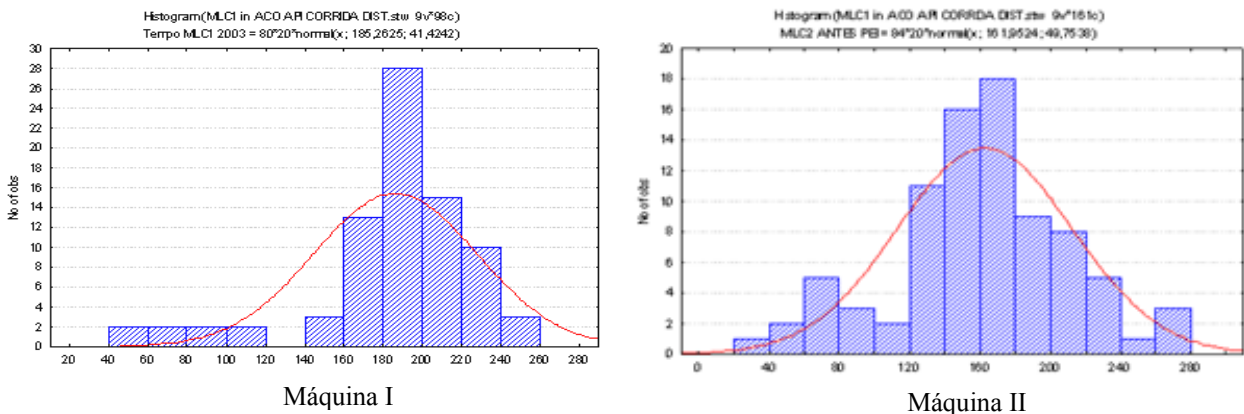 Histogram (MLC1 in ACO API CORRIDA DIST.stw 9v*98c)
Tempo MLC1 2003 = 80*20*normal(x; 185,2625; 41,4242)
30
28
26
24
22
20
18
16
14
12
10
8
6
4
2
0
No of obs
20 40 60 80 100 120 140 160 180 200 220 240 260 280
Máquina I
Histogram (MLC1 in ACO API CORRIDA DIST.stw 9v*161c)
MLC2 ANTES PEI = 84*20*normal(x; 161,9524; 49,7538)
20
18
16
14
12
10
8
6
4
2
0
No of obs
0 40 80 120 160 200 240 280
Máquina II